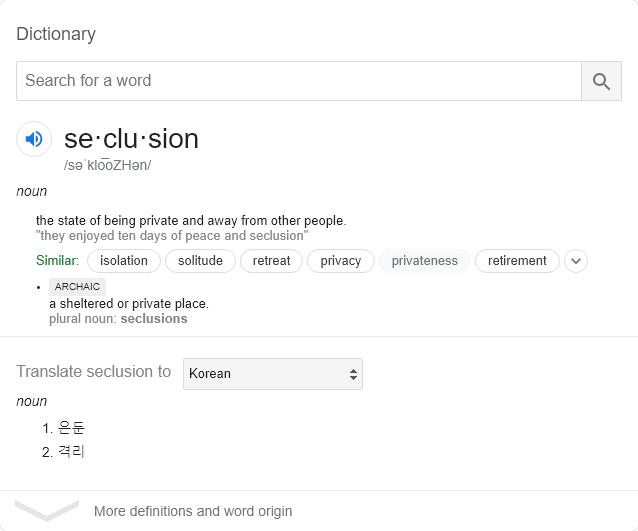 Dictionary
Search for a word
se·clu·sion
/səˈklo͞oZHən/
noun
the state of being private and away from other people.
"they enjoyed ten days of peace and seclusion"
Similar: isolation solitude retreat privacy privateness retirement
• ARCHAIC
a sheltered or private place.
plural noun: seclusions
Translate seclusion to Korean
noun
1. 은둔
2. 격리
More definitions and word origin